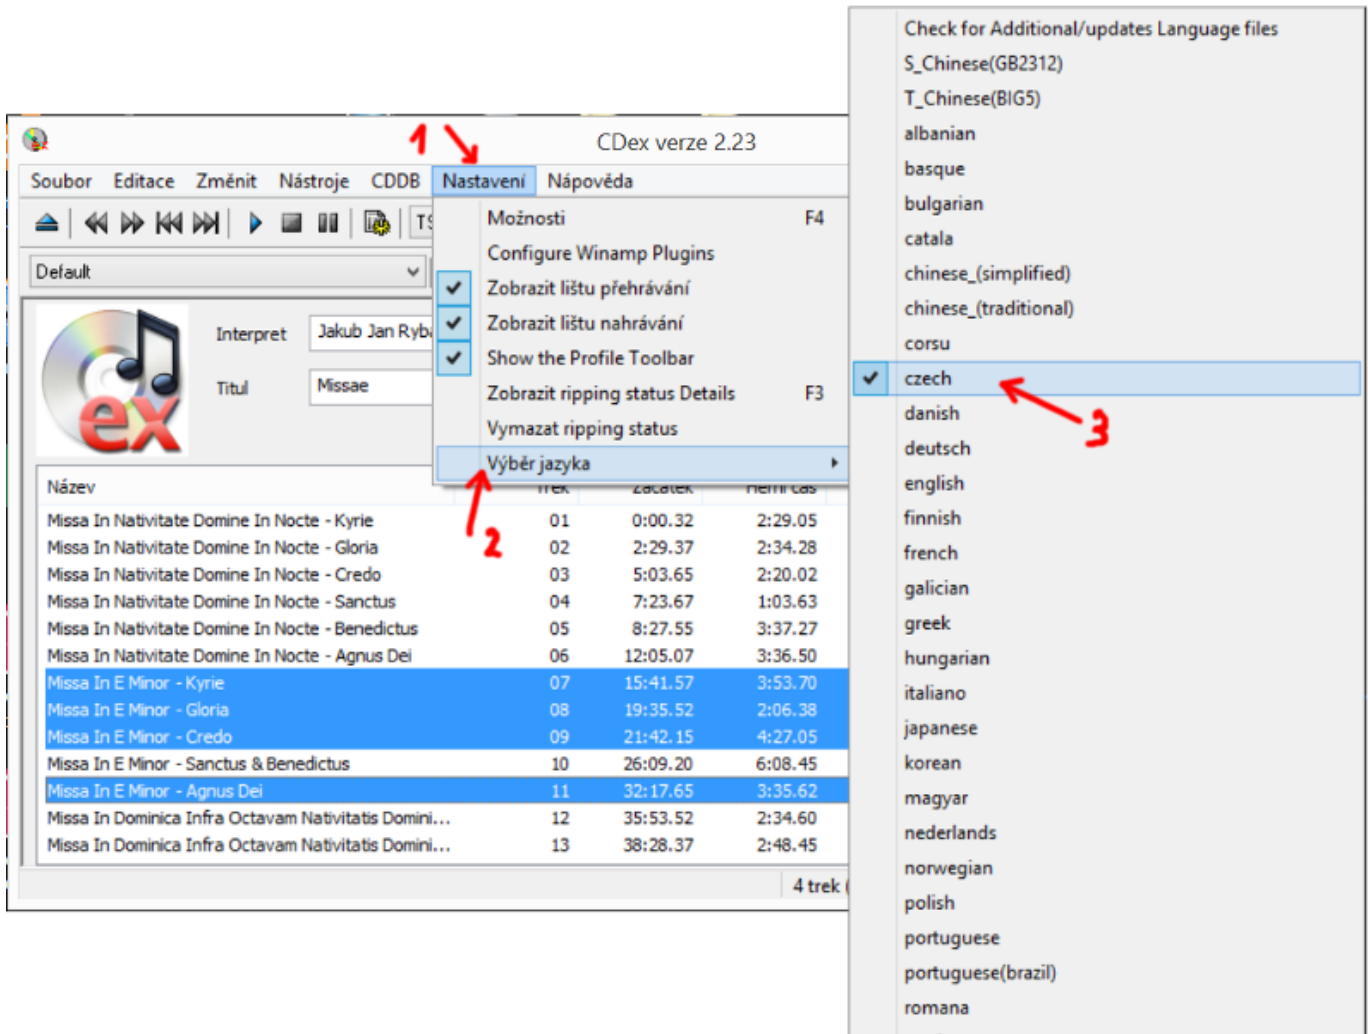 CDex verze 2.23
1
Soubor Editace Změnit Nástroje CDDB Nastavení Nápověda
Default
Interpret Jakub Jan
Titul Missae
ex
Možnosti F4
Configure Winamp Plugins
Zobrazit lištu přehrávání
Zobrazit lištu nahrávání
Show the Profile Toolbar
Zobrazit ripping status Details F3
Vymazat ripping status
Výběr jazyka
2
Název
Missa In Nativitate Domine In Nocte - Kyrie 01 0:00.32 2:29.05
Missa In Nativitate Domine In Nocte - Gloria 02 2:29.37 2:34.28
Missa In Nativitate Domine In Nocte - Credo 03 5:03.65 2:20.02
Missa In Nativitate Domine In Nocte - Sanctus 04 7:23.67 1:03.63
Missa In Nativitate Domine In Nocte - Benedictus 05 8:27.55 3:37.27
Missa In Nativitate Domine In Nocte - Agnus Dei 06 12:05.07 3:36.50
Missa In E Minor - Kyrie 07 15:41.57 3:53.70
Missa In E Minor - Gloria 08 19:35.52 2:06.38
Missa In E Minor - Credo 09 21:42.15 4:27.05
Missa In E Minor - Sanctus & Benedictus 10 26:09.20 6:08.45
Missa In E Minor - Agnus Dei 11 32:17.65 3:35.62
Missa In Dominica Infra Octavam Nativitatis Domini... 12 35:53.52 2:34.60
Missa In Dominica Infra Octavam Nativitatis Domini... 13 38:28.37 2:48.45
4 trek (
Check for Additional/updates Language files
S_Chinese(GB2312)
T_Chinese(BIG5)
albanian
basque
bulgarian
catala
chinese_(simplified)
chinese_(traditional)
corsu
czech
3
danish
deutsch
english
finnish
french
galician
greek
hungarian
italiano
japanese
korean
magyar
nederlands
norwegian
polish
portuguese
portuguese(brazil)
romana